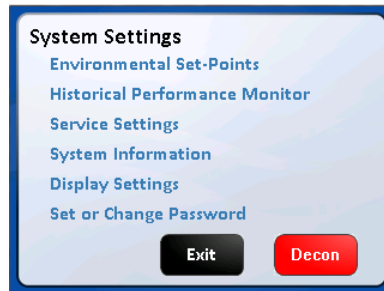 System Settings
Environmental Set-Points
Historical Performance Monitor
Service Settings
System Information
Display Settings
Set or Change Password
Exit Decon